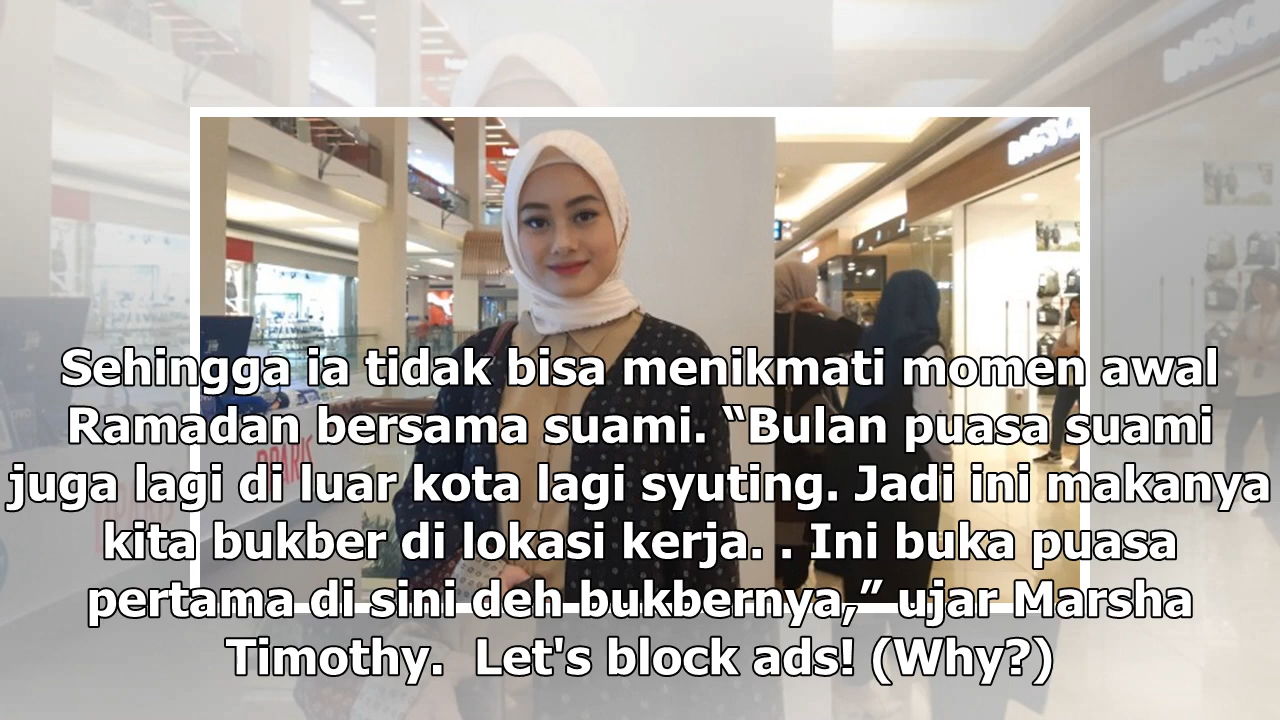 Sehingga ia tidak bisa menikmati momen awal
Ramadan bersama suami. “Bulan puasa suami
juga lagi di luar kota lagi syuting. Jadi ini makanya
kita bukber di lokasi kerja. . Ini buka puasa
pertama di sini deh bukbernya,” ujar Marsha
Timothy.  Let's block ads! (Why?)